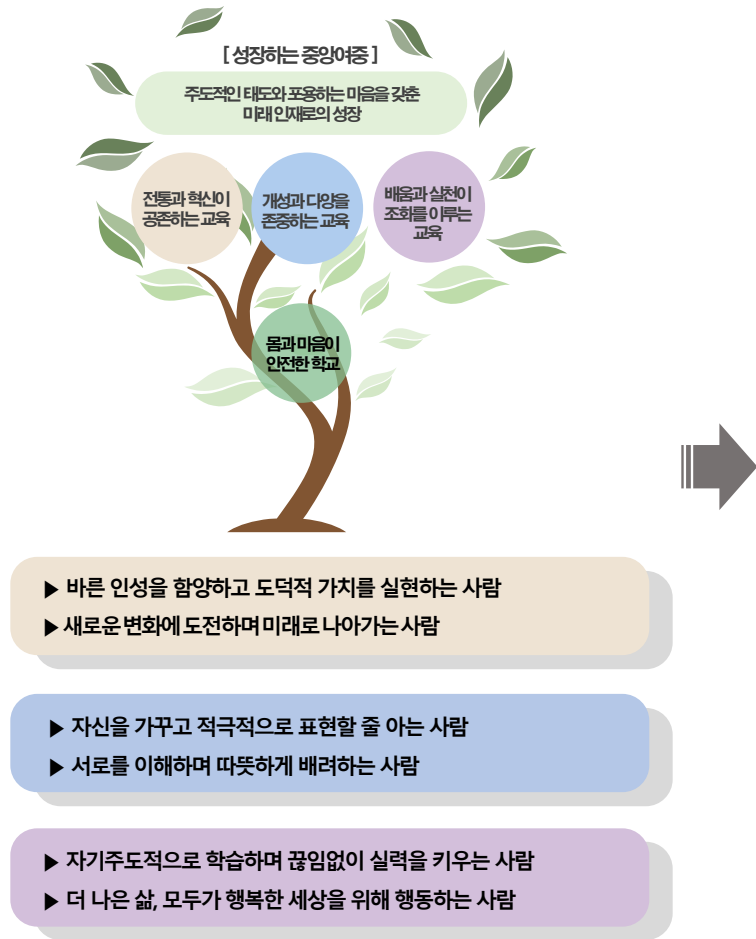 [ 성장하는 중앙여중 ]
주도적인 태도와 포용하는 마음을 갖춘
미래 인재로의 성장
전통과 혁신이
공존하는 교육
개성과 다양을
존중하는 교육
배움과 실천이
조화를 이루는
교육
몸과 마음이
안전한 학교
▶ 바른 인성을 함양하고 도덕적 가치를 실현하는 사람
▶ 새로운 변화에 도전하며 미래로 나아가는 사람
▶ 자신을 가꾸고 적극적으로 표현할 줄 아는 사람
▶ 서로를 이해하며 따뜻하게 배려하는 사람
▶ 자기주도적으로 학습하며 끊임없이 실력을 키우는 사람
▶ 더 나은 삶, 모두가 행복한 세상을 위해 행동하는 사람